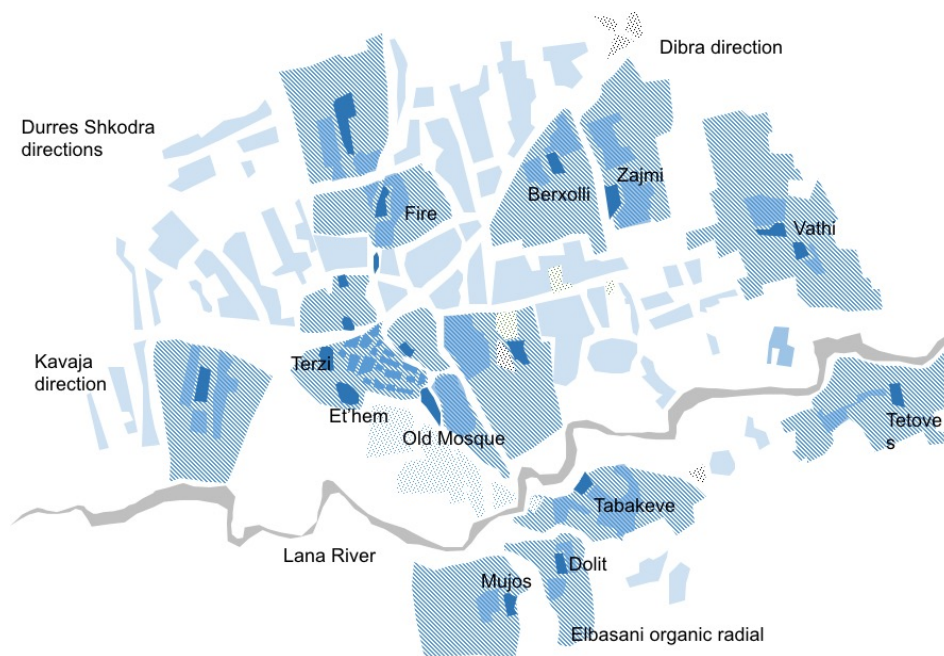 Dibra direction
Durres Shkodra
directions
Zajmi
Berxolli
Fire
Vathi
Kavaja
direction
Terzi
Et'hem
Old Mosque
Tetove
s
Tabakeve
Lana River
Dolit
Mujos
Elbasani organic radial